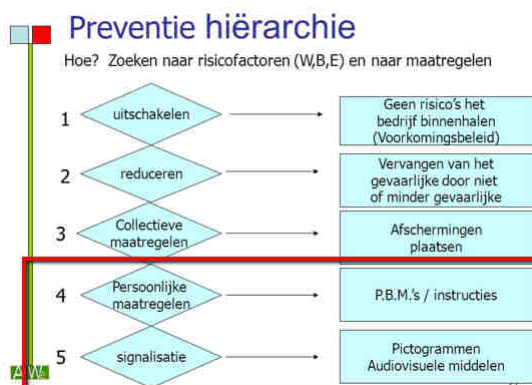 Preventie hiërarchie
Hoe? Zoeken naar risicofactoren (W,B,E) en naar maatregelen
1
uitschakelen
Geen risico's het
bedrijf binnenhalen
(Voorkomingsbeleid)
2
reduceren
Vervangen van het
gevaarlijke door niet
of minder gevaarlijke
3
Collectieve
maatregelen
Afschermingen
plaatsen
4
Persoonlijke
maatregelen
P.B.M.'s / instructies
5
signalisatie
Pictogrammen
Audiovisuele middelen